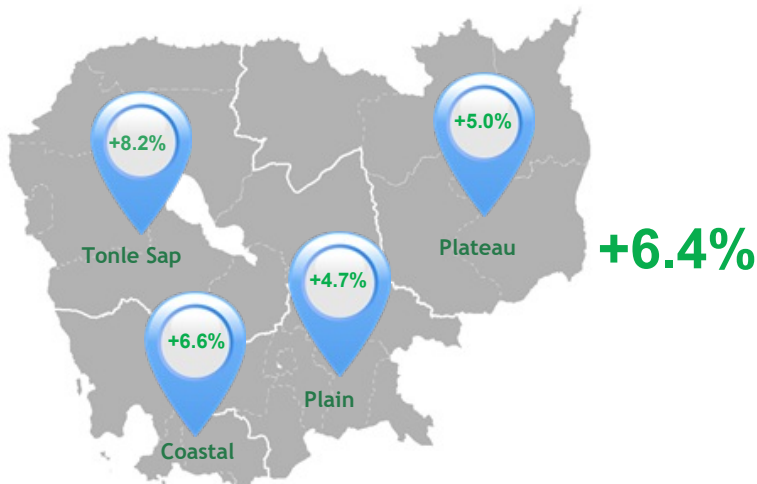 +8.2%
Tonle Sap
+5.0%
Plateau
+6.4%
+4.7%
Plain
+6.6%
Coastal